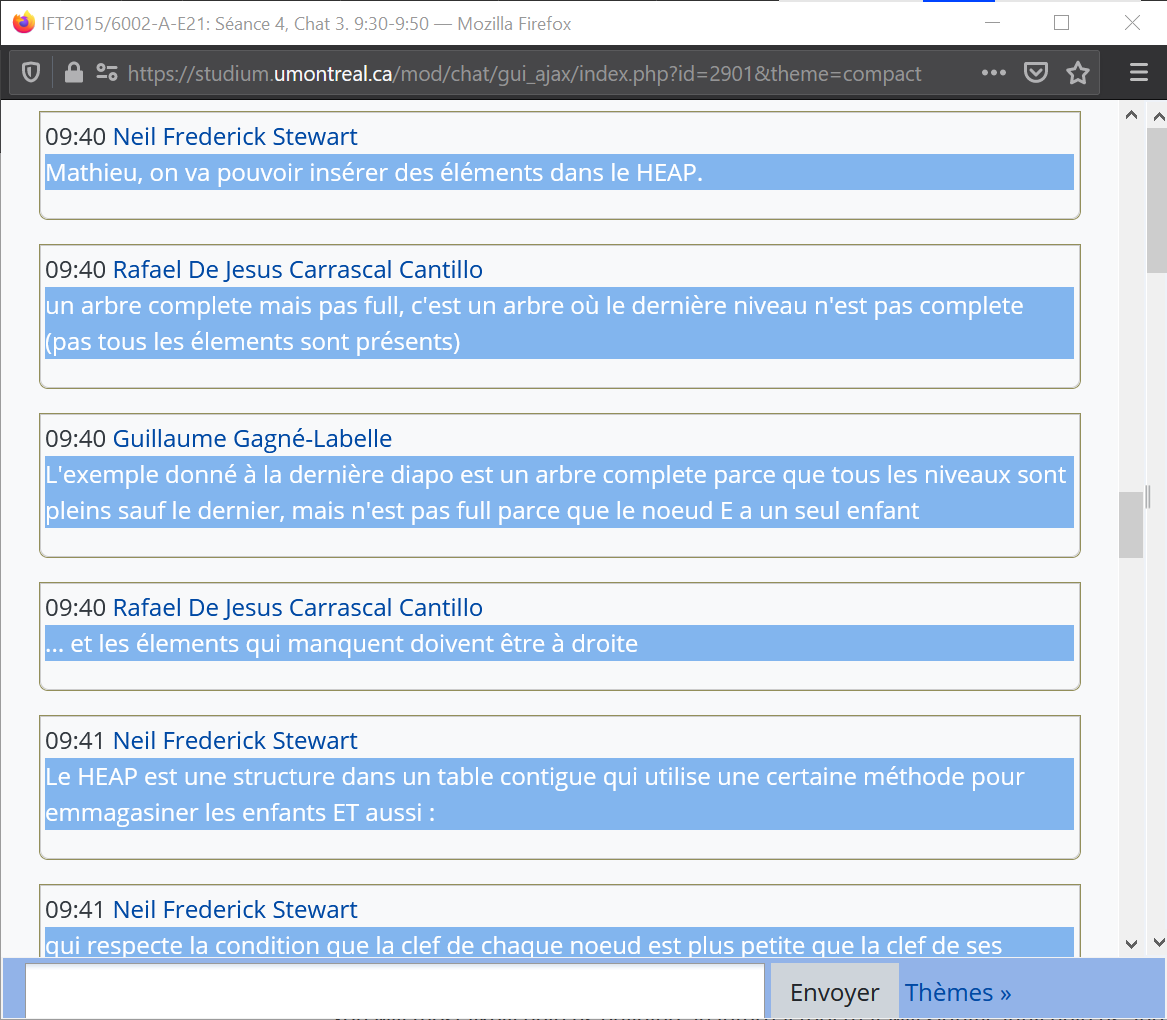 IFT2015/6002-A-E21: Séance 4, Chat 3. 9:30-9:50 — Mozilla Firefox
https://studium.umontreal.ca/mod/chat/gui_ajax/index.php?id=2901&theme=compact
09:40 Neil Frederick Stewart
Mathieu, on va pouvoir insérer des éléments dans le HEAP.
09:40 Rafael De Jesus Carrascal Cantillo
un arbre complete mais pas full, c'est un arbre où le dernière niveau n'est pas complete
(pas tous les élements sont présents)
09:40 Guillaume Gagné-Labelle
L'exemple donné à la dernière diapo est un arbre complete parce que tous les niveaux sont
pleins sauf le dernier, mais n'est pas full parce que le noeud E a un seul enfant
09:40 Rafael De Jesus Carrascal Cantillo
... et les élements qui manquent doivent être à droite
09:41 Neil Frederick Stewart
Le HEAP est une structure dans un table contigue qui utilise une certaine méthode pour
emmagasiner les enfants ET aussi :
09:41 Neil Frederick Stewart
qui respecte la condition que la clef de chaque noeud est plus petite que la clef de ses
Envoyer Thèmes »